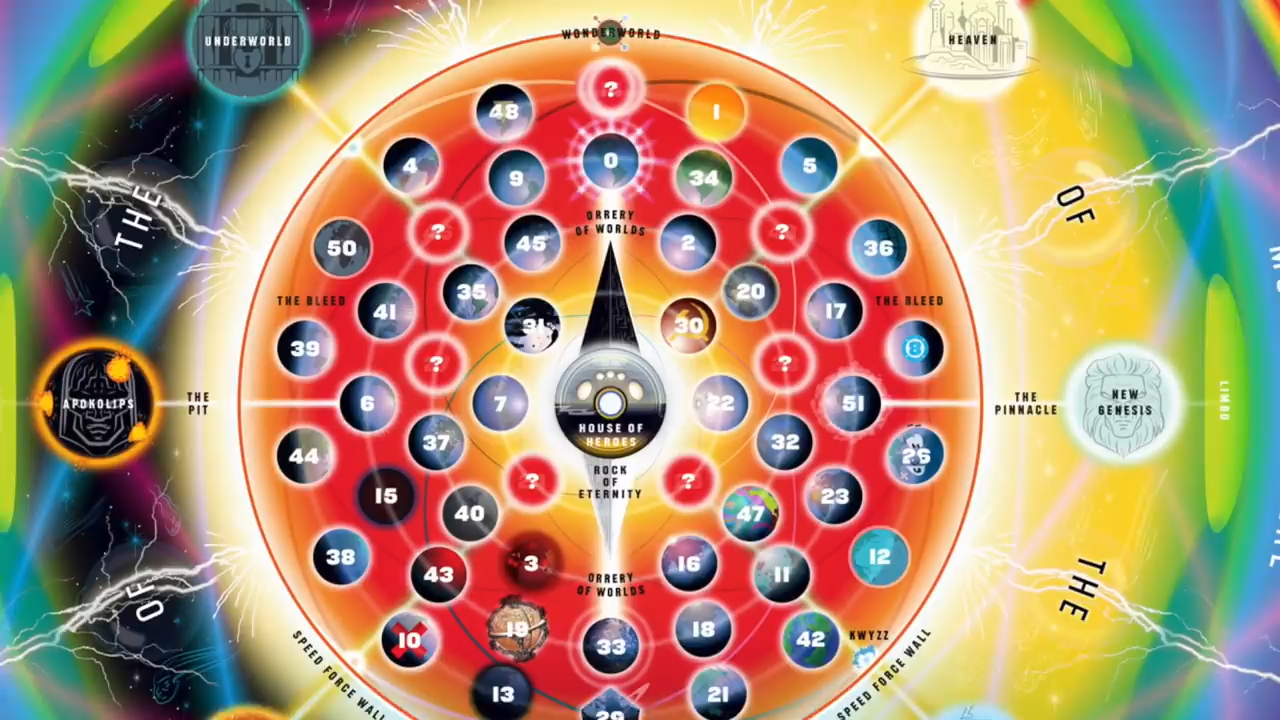 WONDERWORLD
UNDERWORLD
HEAVEN
?
48
1
4
9
0
34
5
THE
OF
50
?
45
ORRERY
OF WORLDS
2
?
36
THE BLEED
41
35
20
17
THE BLEED
39
31
30
8
?
?
APOKOLIPS
THE
PIT
6
7
HOUSE OF
HEROES
22
51
THE
PINNACLE
NEW
GENESIS
LIMBO
44
37
32
26
15
40
?
ROCK
OF
ETERNITY
?
47
23
38
43
3
ORRERY
OF WORLDS
16
11
12
OF
THE
10
19
33
18
42
KWYZZ
SPEED FORCE WALL
SPEED FORCE WALL
13
29
21